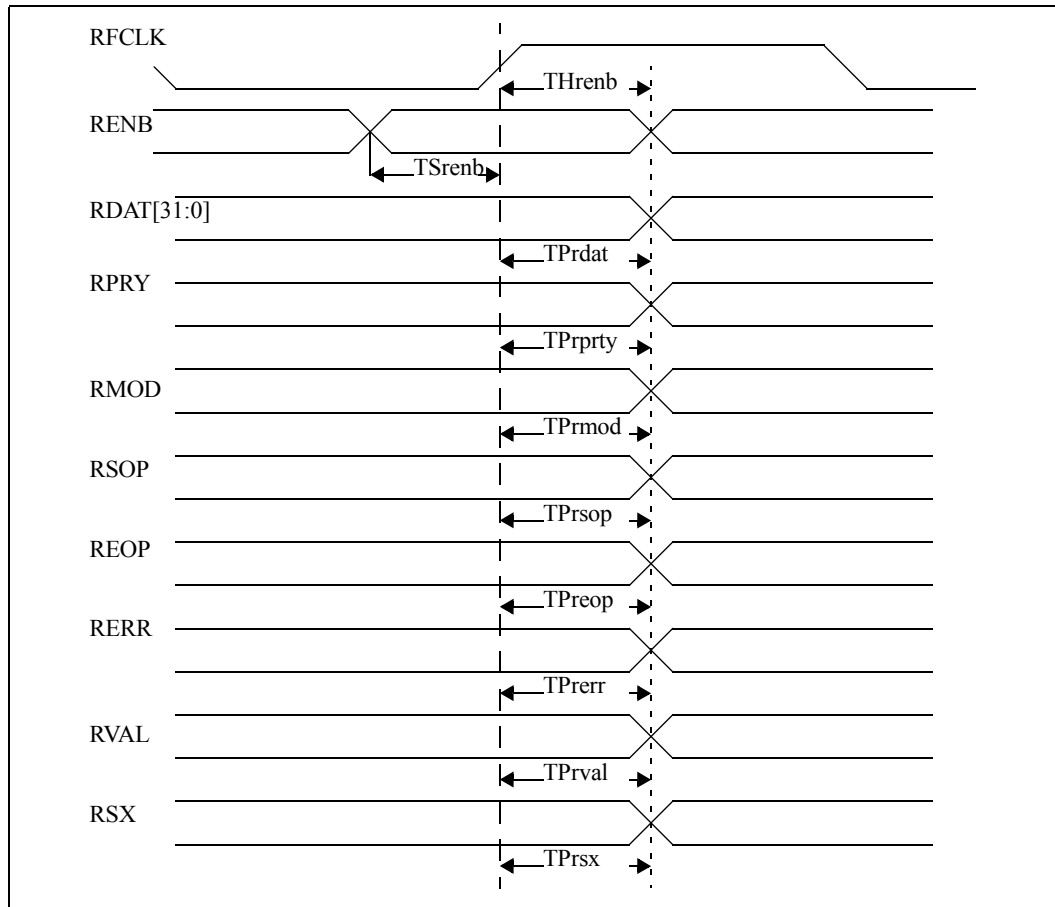 RFCLK
THrenb
RENB
TSrenb
RDAT[31:0]
TPrdat
RPRY
TPrprty
RMOD
TPrmod
RSOP
TPrsop
REOP
TPreop
RERR
TPrerr
RVAL
TPrval
RSX
TPrsx